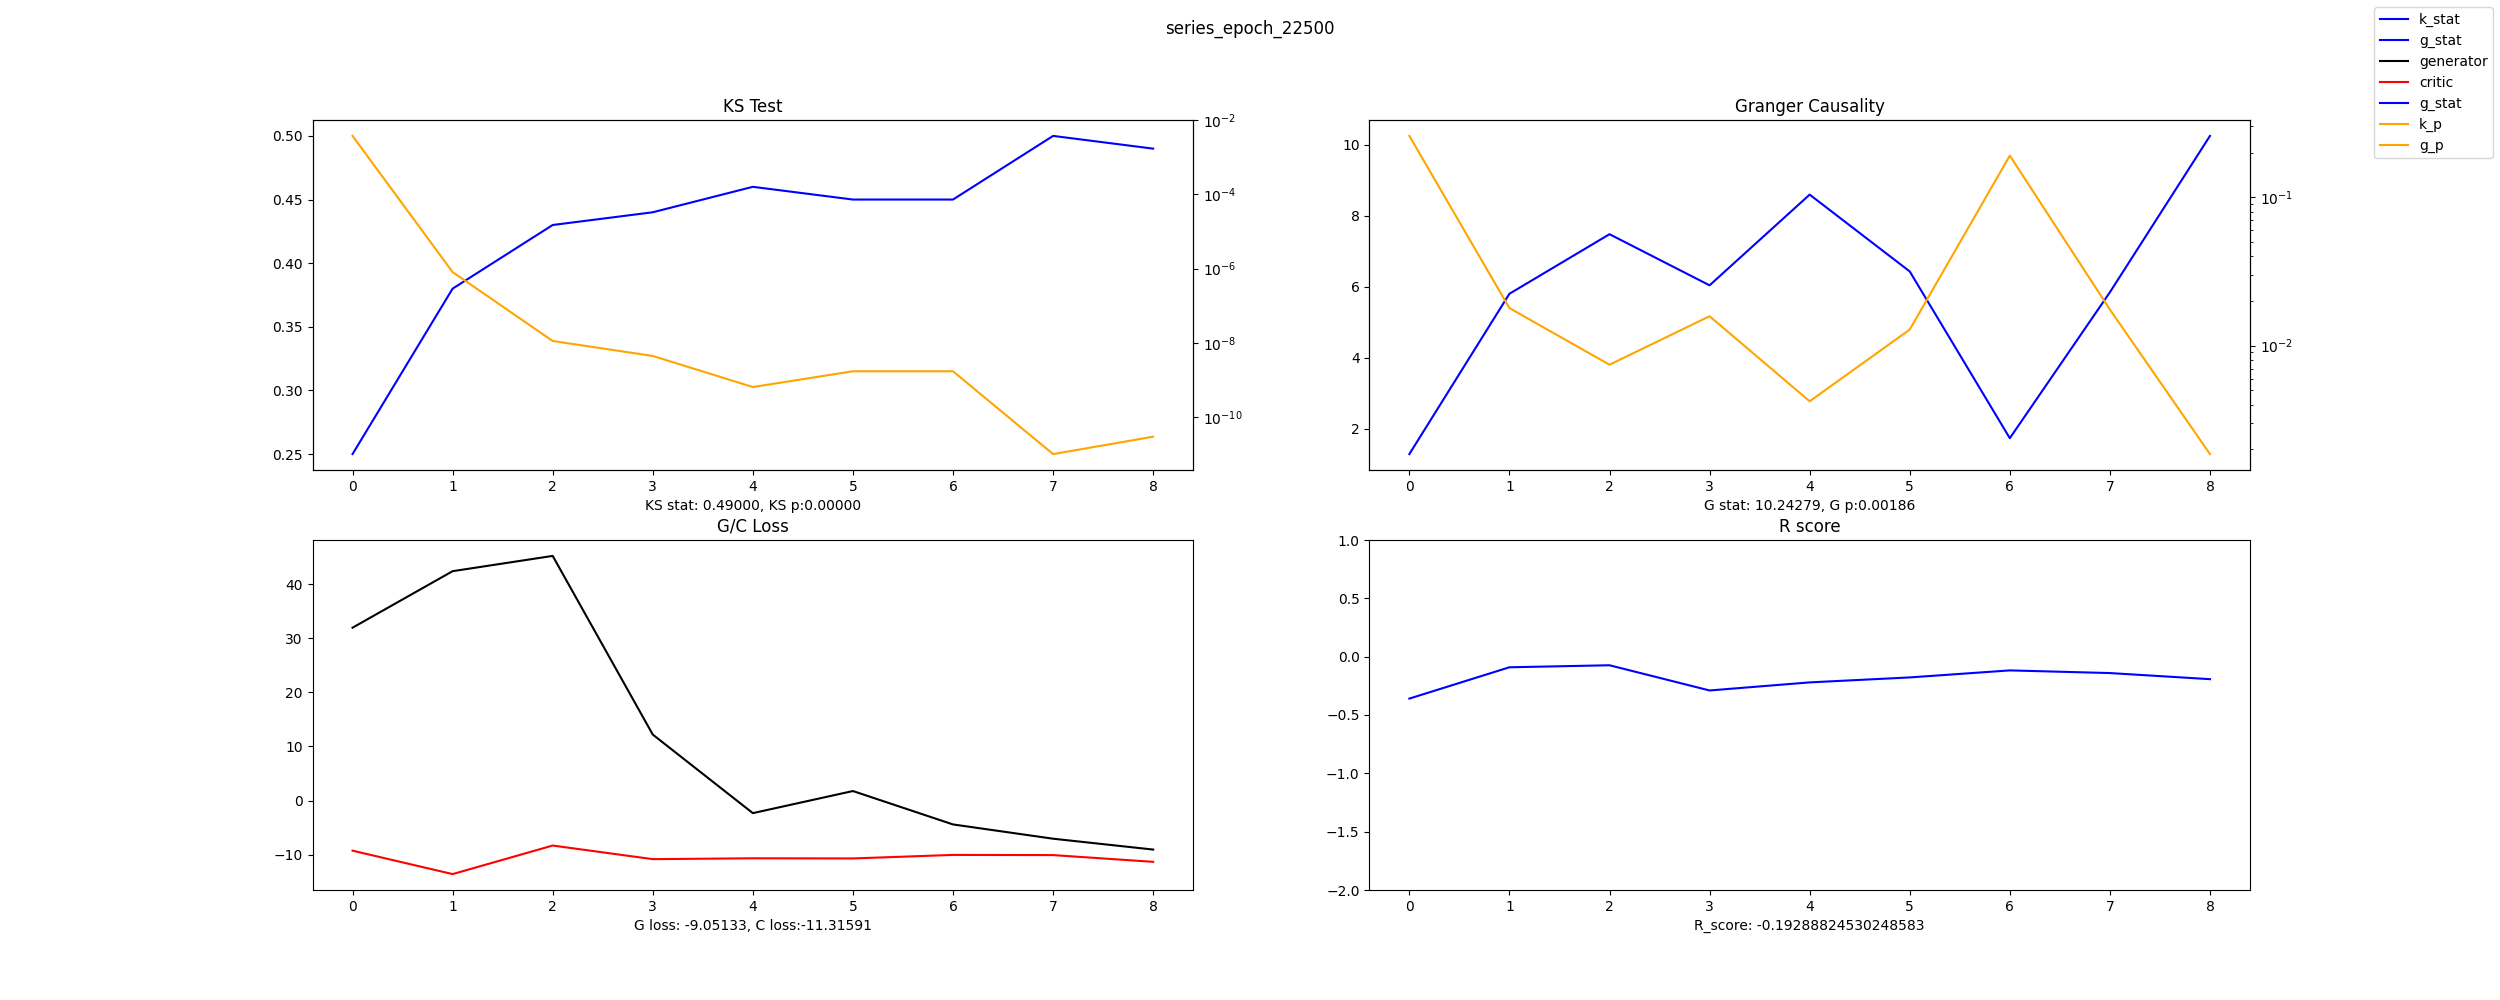 series_epoch_22500
k_stat
g_stat
generator
critic
g_stat
k_p
g_p
KS Test
0.50
0.45
0.40
0.35
0.30
0.25
10⁻²
10⁻⁴
10⁻⁶
10⁻⁸
10⁻¹⁰
0 1 2 3 4 5 6 7 8
KS stat: 0.49000, KS p:0.00000
Granger Causality
10
8
6
4
2
10⁻¹
10⁻²
0 1 2 3 4 5 6 7 8
G stat: 10.24279, G p:0.00186
G/C Loss
40
30
20
10
0
−10
0 1 2 3 4 5 6 7 8
G loss: -9.05133, C loss:-11.31591
R score
1.0
0.5
0.0
−0.5
−1.0
−1.5
−2.0
0 1 2 3 4 5 6 7 8
R_score: -0.19288824530248583